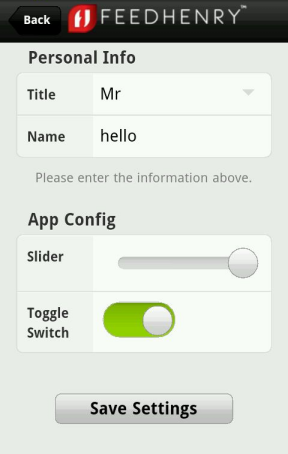 Back
FEEDHENRY™
Personal Info
Title Mr
Name hello
Please enter the information above.
App Config
Slider
Toggle
Switch
Save Settings